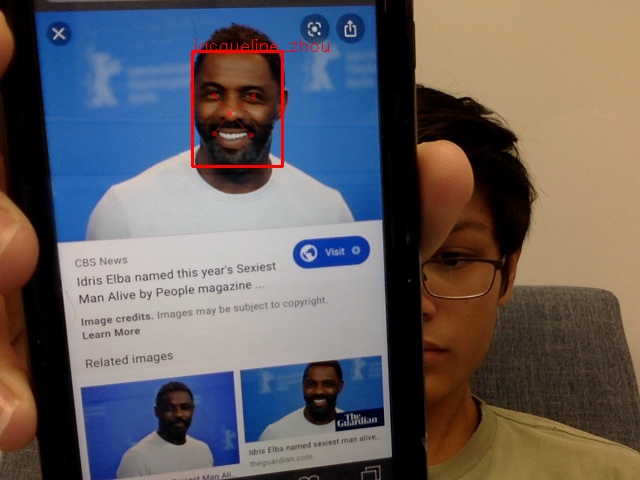 jacqueline_zhou
CBS News
Idris Elba named this year's Sexiest
Man Alive by People magazine ...
Visit
Image credits. Images may be subject to copyright.
Learn More
Related images
The
Guardian
Idris Elba named sexiest man alive..
theguardian.com